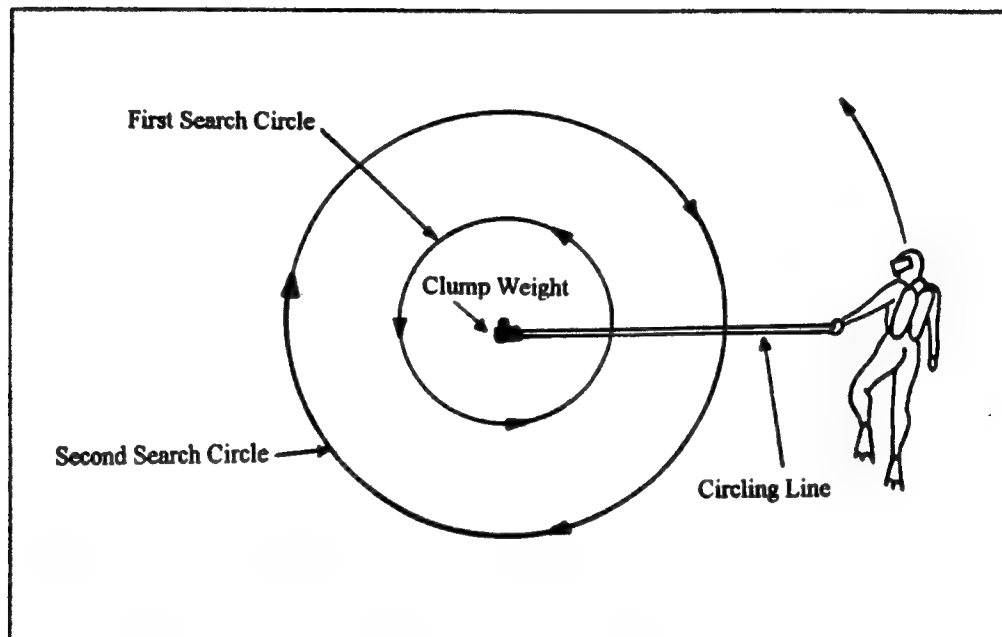 First Search Circle
Clump Weight
Second Search Circle
Circling Line